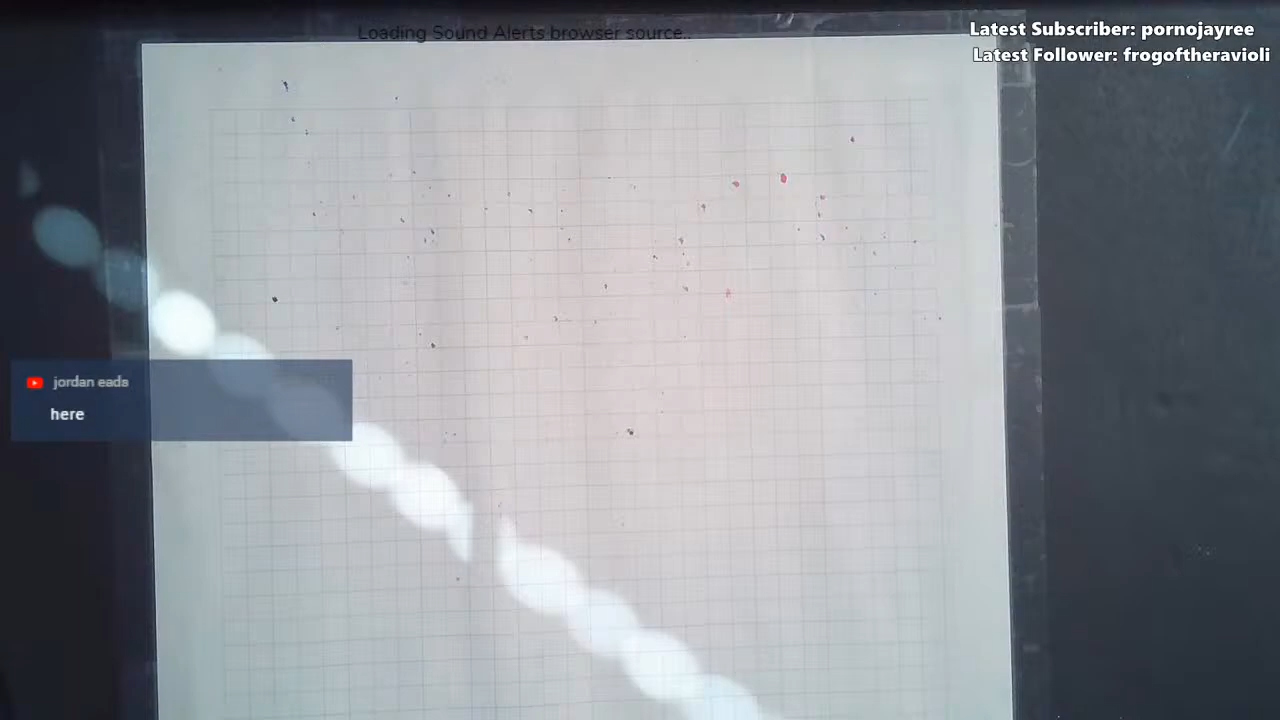 Loading Sound Alerts browser source..
Latest Subscriber: pornojayree
Latest Follower: frogoftheravioli
jordan eads
here